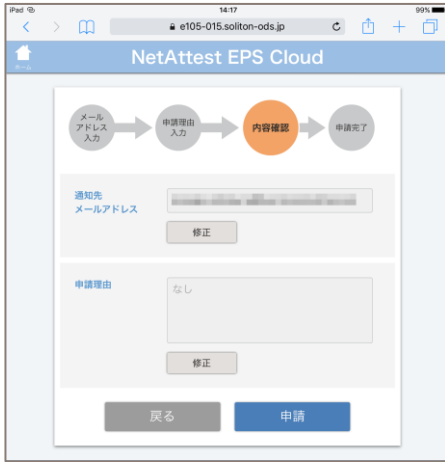 iPad
14:17
99%
e105-015.soliton-ods.jp
ホーム
NetAttest EPS Cloud
メール
アドレス
入力
申請理由
入力
内容確認
申請完了
通知先
メールアドレス
修正
申請理由
なし
修正
戻る
申請